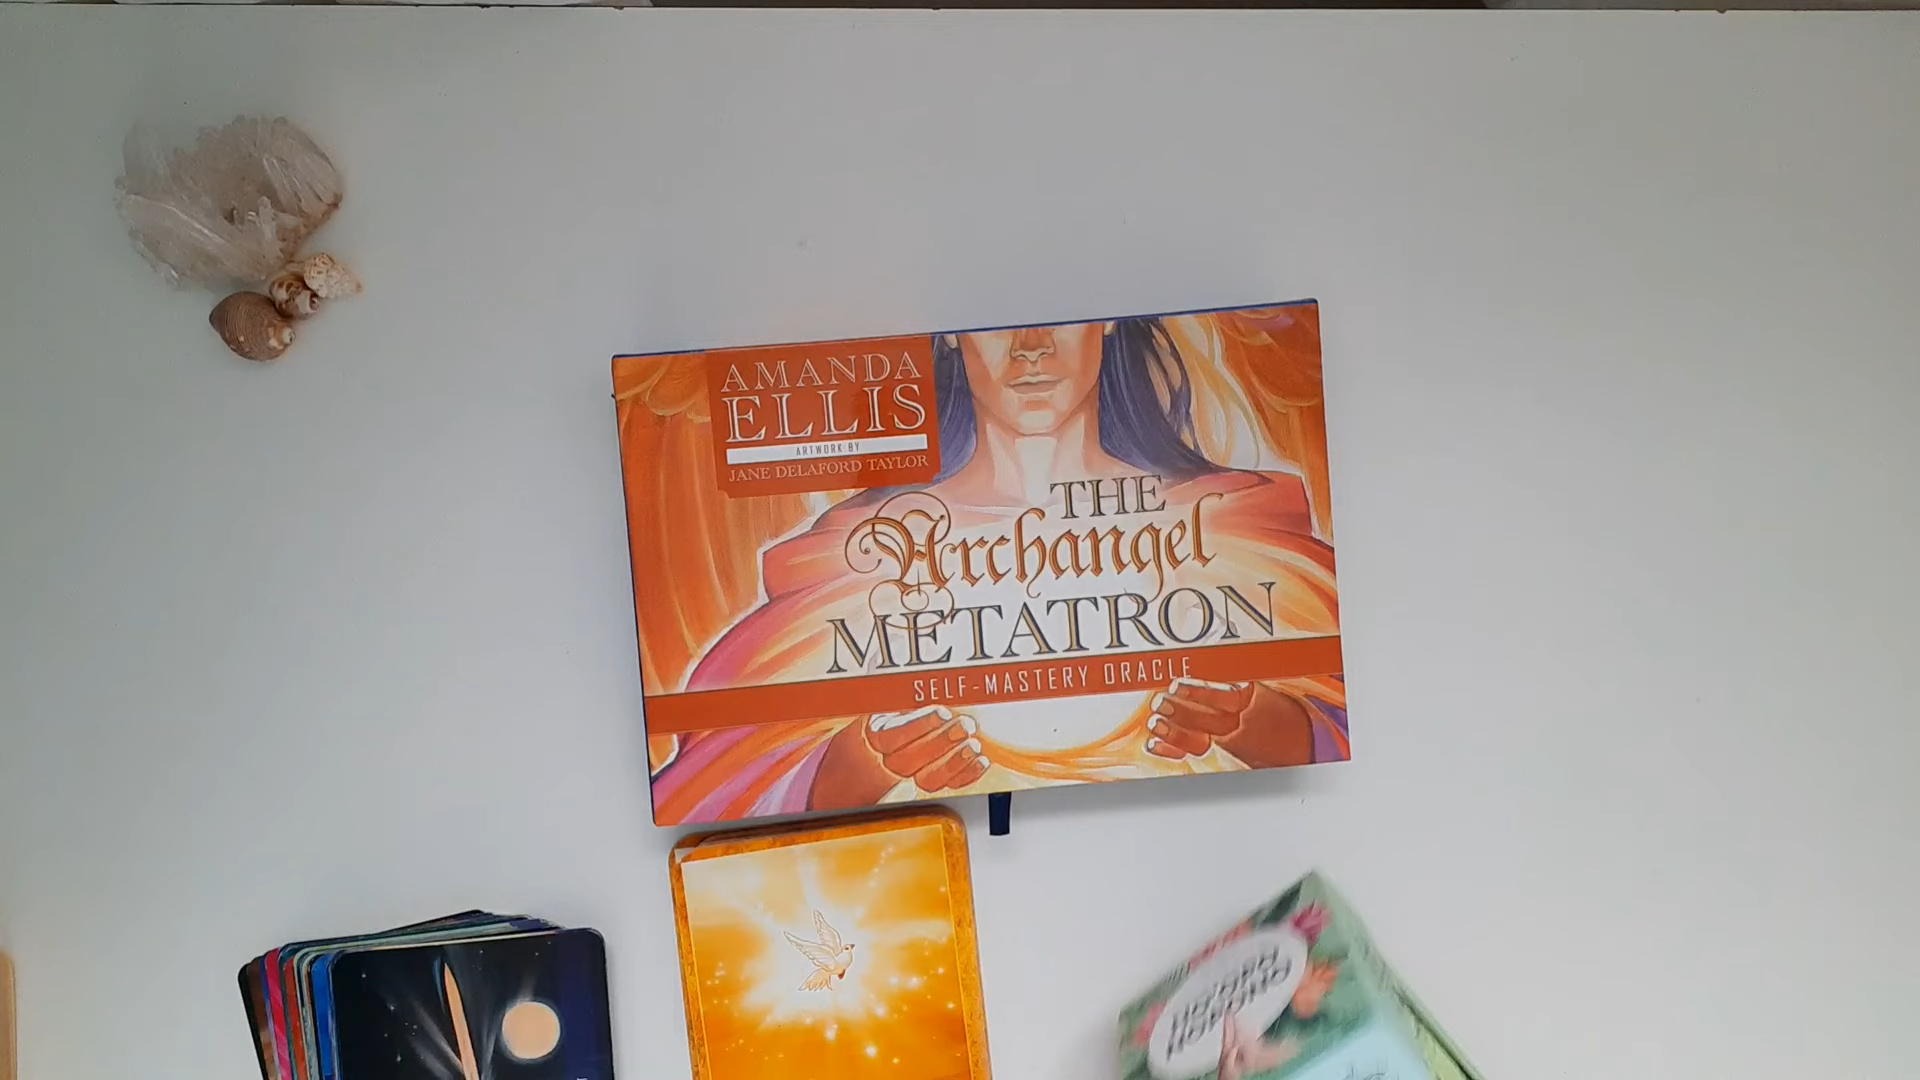 AMANDA
ELLIS
ARTWORK BY
JANE DELAFORD TAYLOR
THE
Archangel
METATRON
SELF-MASTERY ORACLE